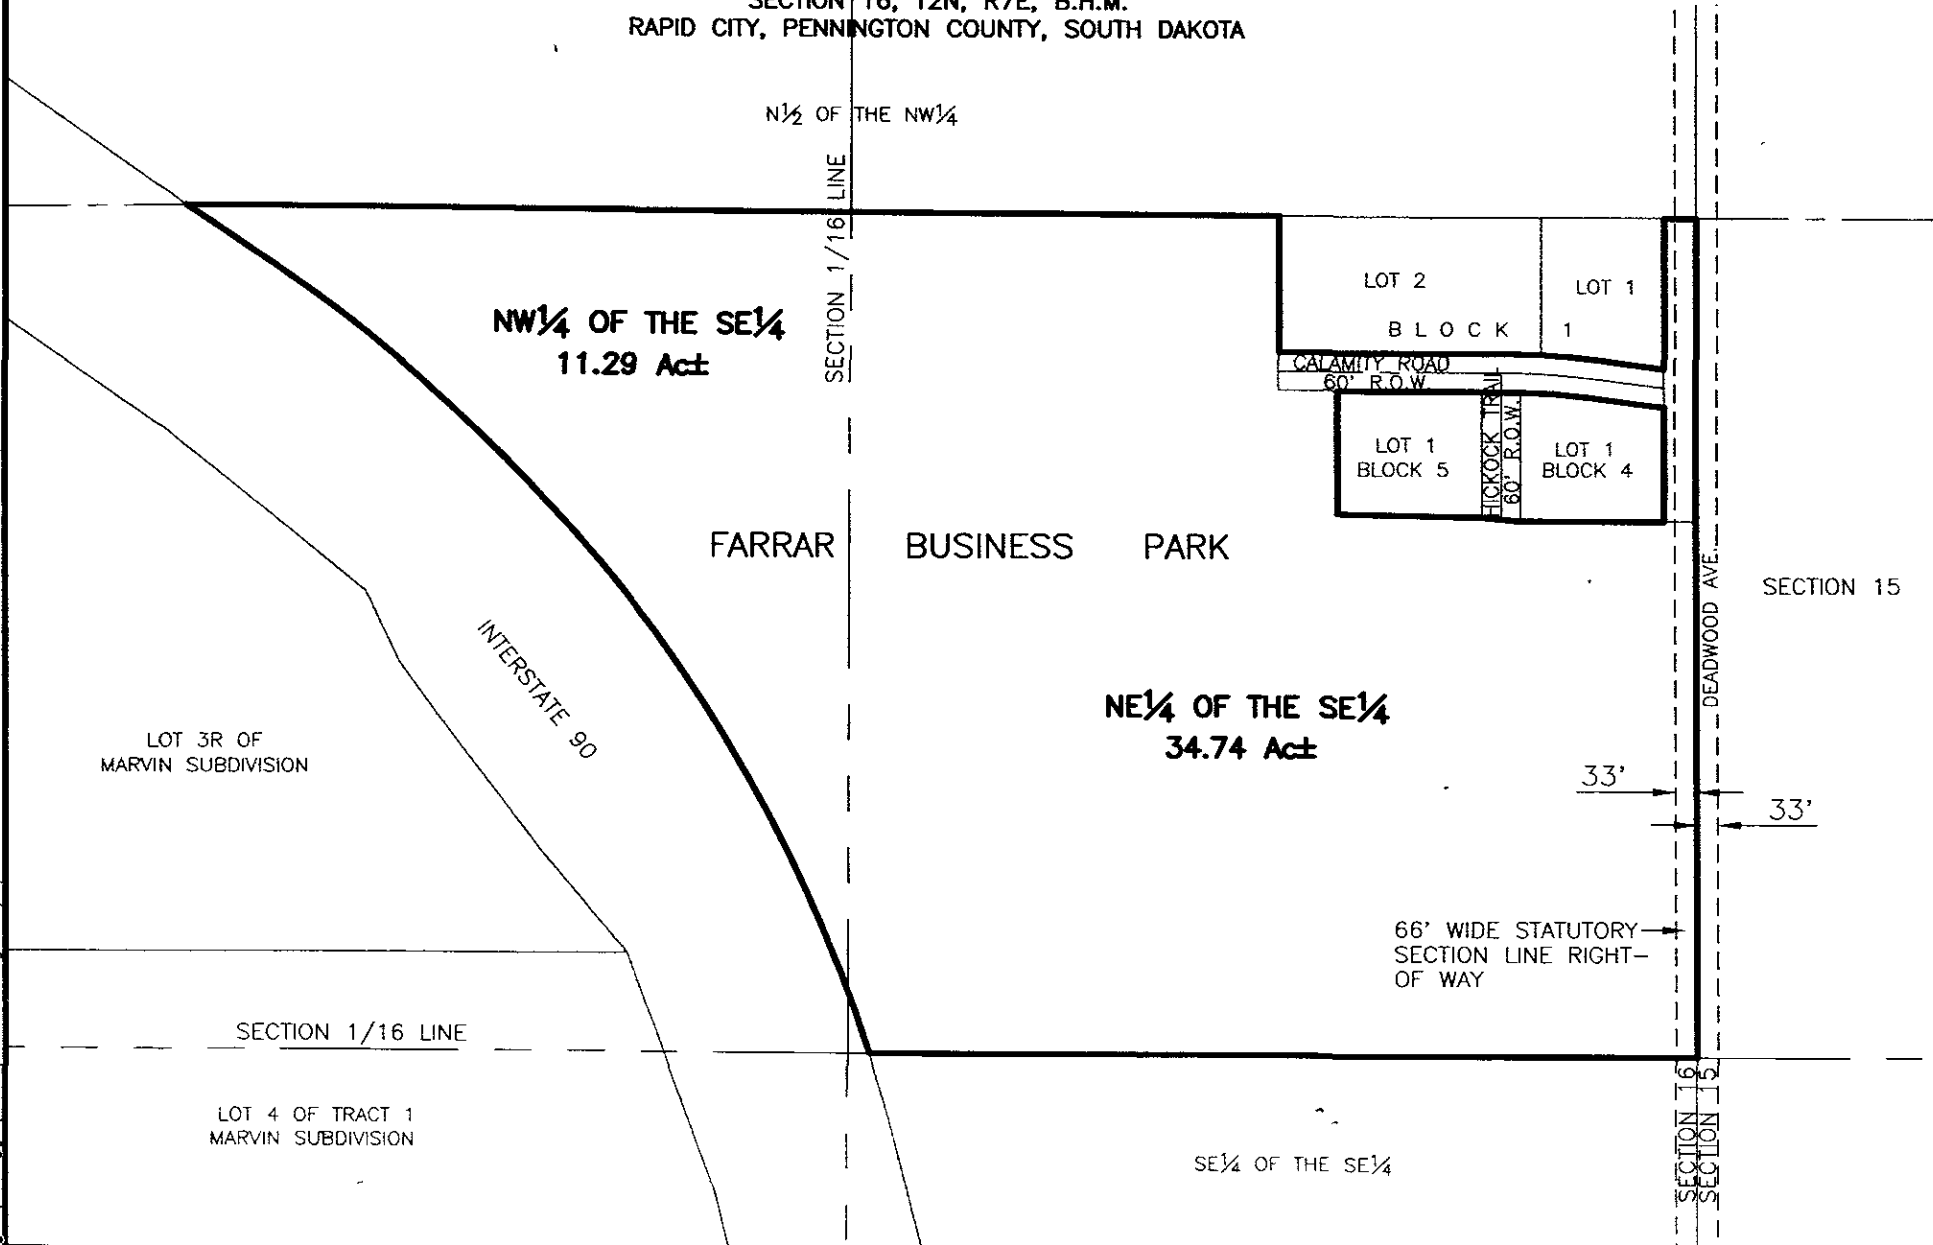 SECTION 16, T2N, R7E, B.H.M.
RAPID CITY, PENNINGTON COUNTY, SOUTH DAKOTA
N½ OF THE NW¼
SECTION 1/16 LINE
NW¼ OF THE SE¼
11.29 Ac±
LOT 2
LOT 1
BLOCK 1
CALAMITY ROAD
60' R.O.W.
HICKOCK TRAIL
60' R.O.W.
LOT 1
BLOCK 5
LOT 1
BLOCK 4
FARRAR BUSINESS PARK
DEADWOOD AVE.
SECTION 15
INTERSTATE 90
NE¼ OF THE SE¼
34.74 Ac±
LOT 3R OF
MARVIN SUBDIVISION
33'
33'
66' WIDE STATUTORY
SECTION LINE RIGHT-
OF WAY
SECTION 1/16 LINE
LOT 4 OF TRACT 1
MARVIN SUBDIVISION
SE¼ OF THE SE¼
SECTION 16
SECTION 15